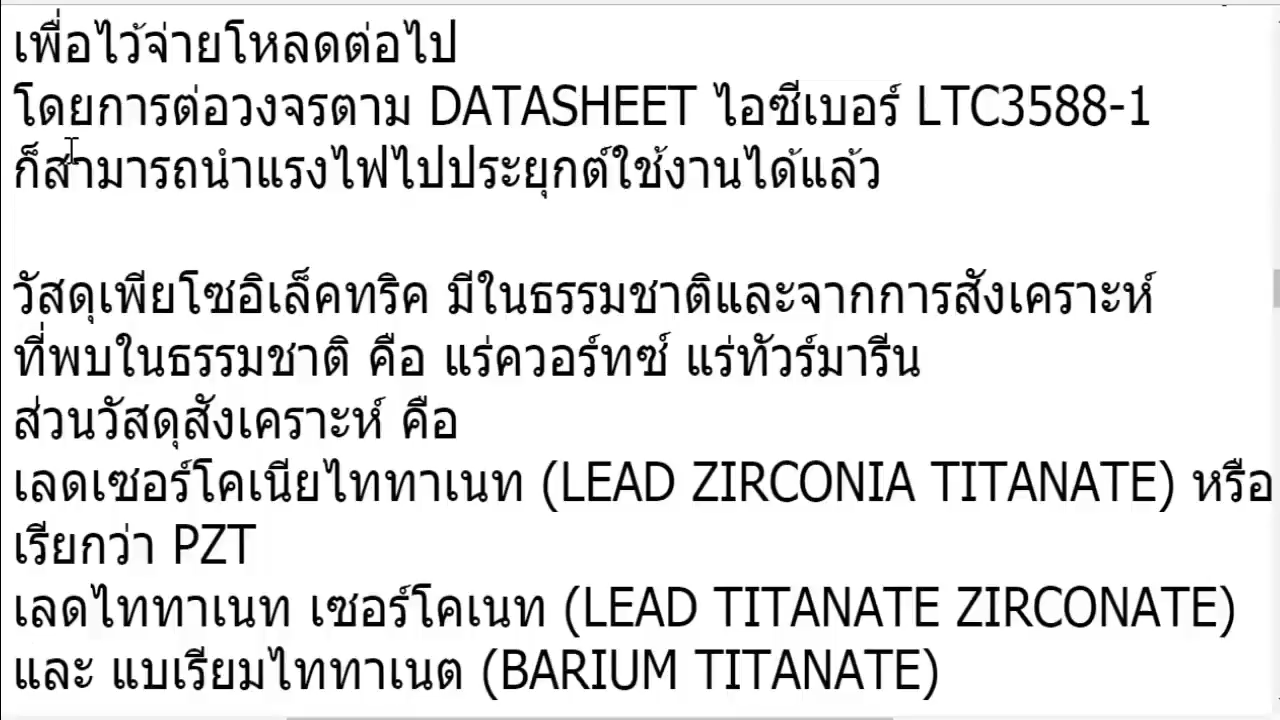 เพื่อไว้จ่ายโหลดต่อไป
โดยการต่อวงจรตาม DATASHEET ไอซีเบอร์ LTC3588-1
ก็สามารถนำแรงไฟไปประยุกต์ใช้งานได้แล้ว
วัสดุเพียโซอิเล็คทริค มีในธรรมชาติและจากการสังเคราะห์
ที่พบในธรรมชาติ คือ แร่ควอร์ทซ์ แร่ทัวร์มารีน
ส่วนวัสดุสังเคราะห์ คือ
เลดเซอร์โคเนียไททาเนท (LEAD ZIRCONIA TITANATE) หรือ
เรียกว่า PZT
เลดไททาเนท เซอร์โคเนท (LEAD TITANATE ZIRCONATE)
และ แบเรียมไททาเนต (BARIUM TITANATE)